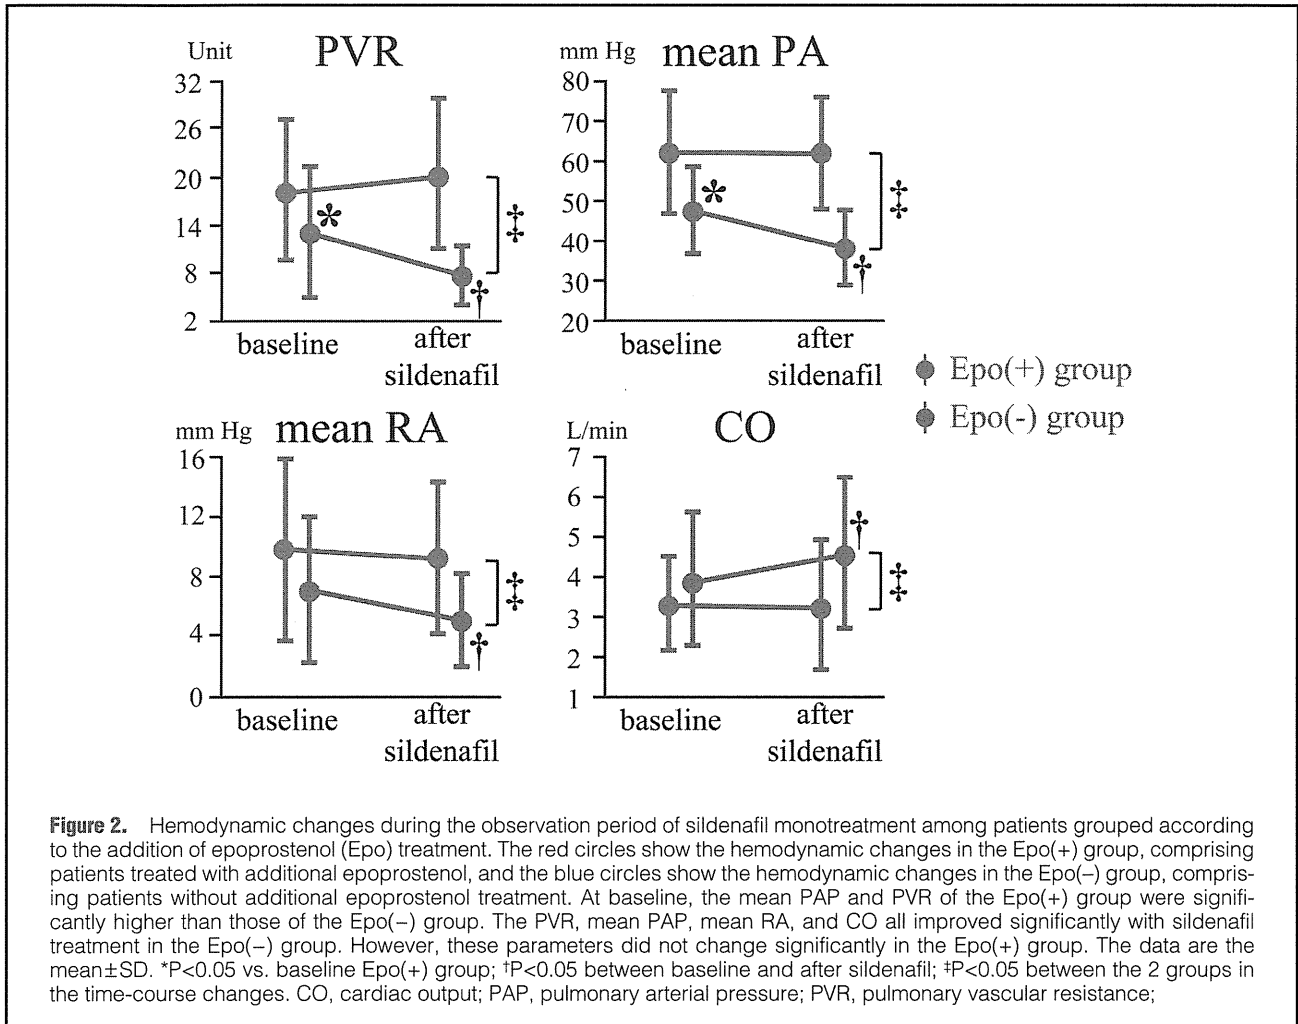 Unit PVR
32
26
20
14
8
2
*
‡
†
baseline after
sildenafil
mm Hg mean PA
80
70
60
50
40
30
20
*
‡
†
baseline after
sildenafil
Epo(+) group
Epo(-) group
mm Hg mean RA
16
12
8
4
0
‡
†
baseline after
sildenafil
L/min CO
7
6
5
4
3
2
1
†
‡
baseline after
sildenafil
Figure 2. Hemodynamic changes during the observation period of sildenafil monotreatment among patients grouped according
to the addition of epoprostenol (Epo) treatment. The red circles show the hemodynamic changes in the Epo(+) group, comprising
patients treated with additional epoprostenol, and the blue circles show the hemodynamic changes in the Epo(–) group, compris-
ing patients without additional epoprostenol treatment. At baseline, the mean PAP and PVR of the Epo(+) group were signifi-
cantly higher than those of the Epo(–) group. The PVR, mean PAP, mean RA, and CO all improved significantly with sildenafil
treatment in the Epo(–) group. However, these parameters did not change significantly in the Epo(+) group. The data are the
mean±SD. *P<0.05 vs. baseline Epo(+) group; †P<0.05 between baseline and after sildenafil; ‡P<0.05 between the 2 groups in
the time-course changes. CO, cardiac output; PAP, pulmonary arterial pressure; PVR, pulmonary vascular resistance;